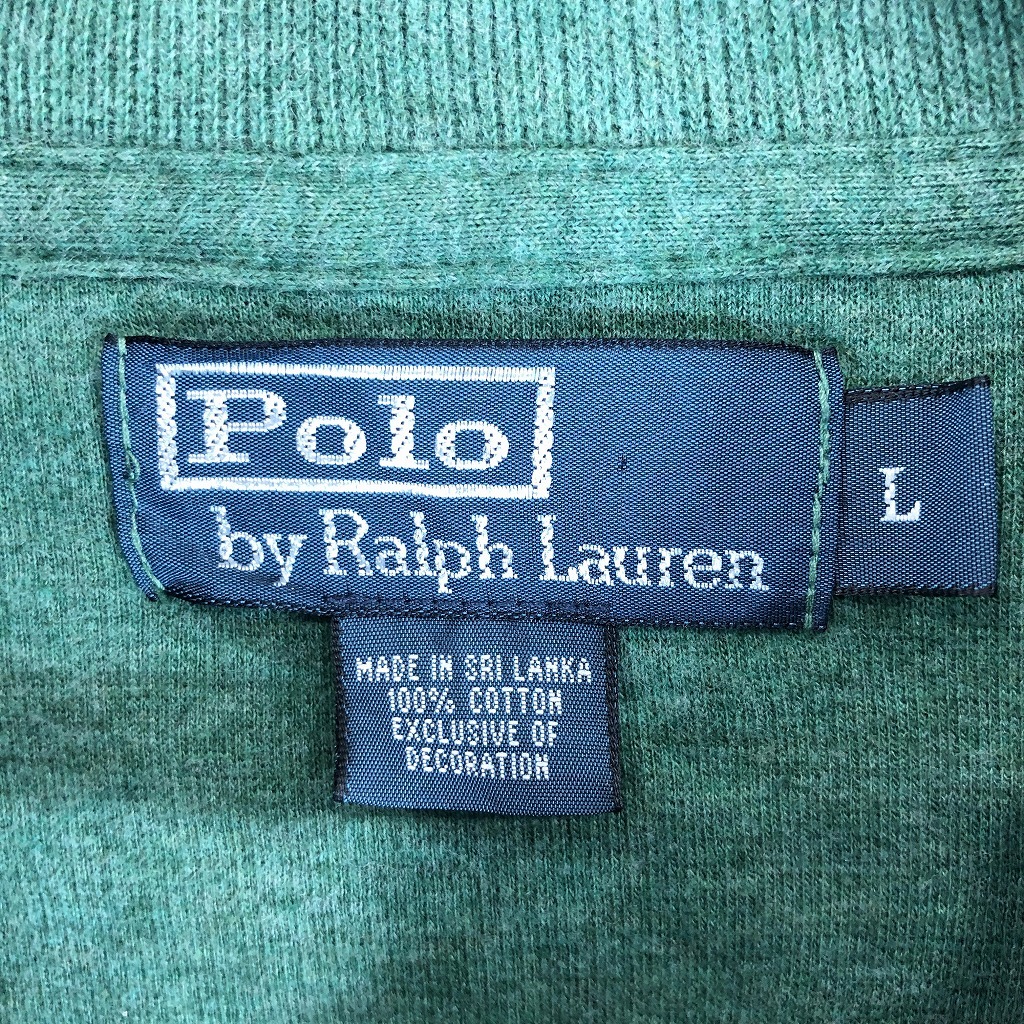 Polo
by Ralph Lauren
L
MADE IN SRI LANKA
100% COTTON
EXCLUSIVE OF
DECORATION